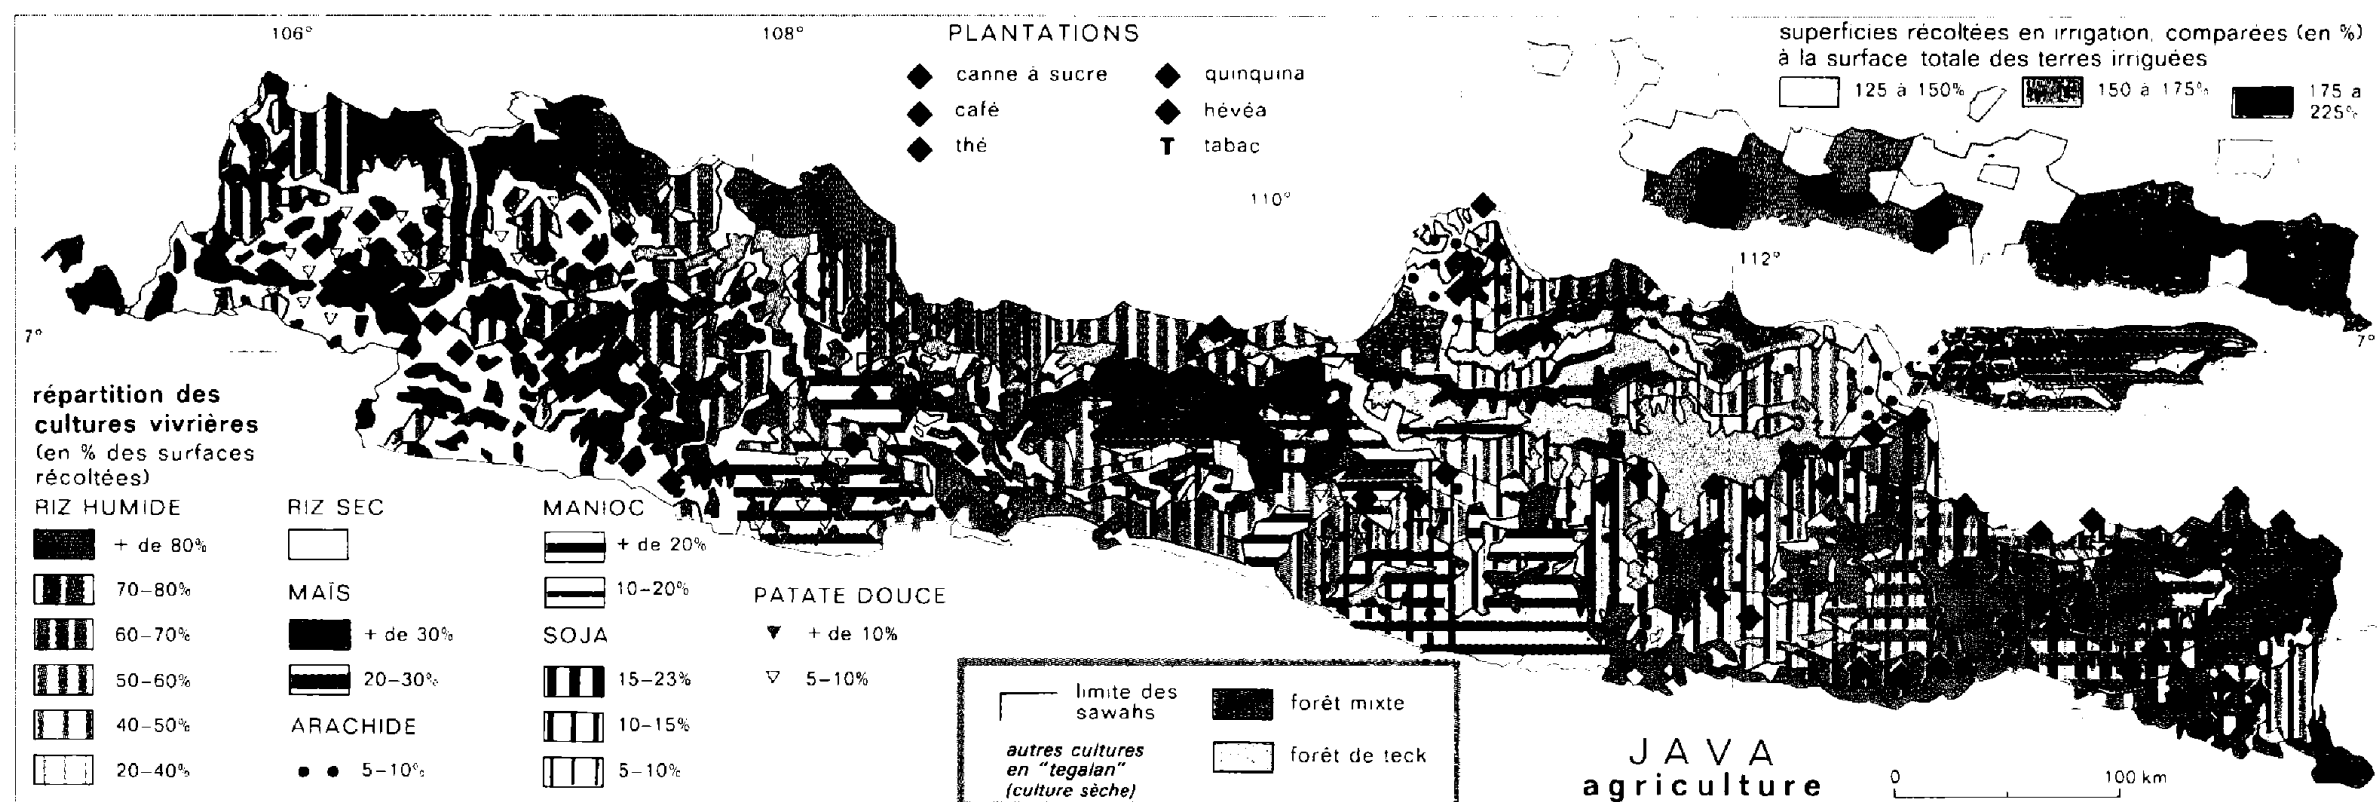 106°
108°
110°
112°
7°
7°
PLANTATIONS
canne à sucre
café
thé
quinquina
hévéa
T tabac
superficies récoltées en irrigation, comparées (en %)
à la surface totale des terres irriguées
125 à 150%
150 à 175%
175 a
225%
répartition des
cultures vivrières
(en % des surfaces
récoltées)
RIZ HUMIDE
+ de 80%
70–80%
60–70%
50–60%
40–50%
20–40%
RIZ SEC
MAÏS
+ de 30%
20–30%
ARACHIDE
5–10%
MANIOC
+ de 20%
10–20%
SOJA
15–23%
10–15%
5–10%
PATATE DOUCE
+ de 10%
5–10%
limite des
sawahs
autres cultures
en "tegalan"
(culture sèche)
forêt mixte
forêt de teck
JAVA
agriculture
0 100 km